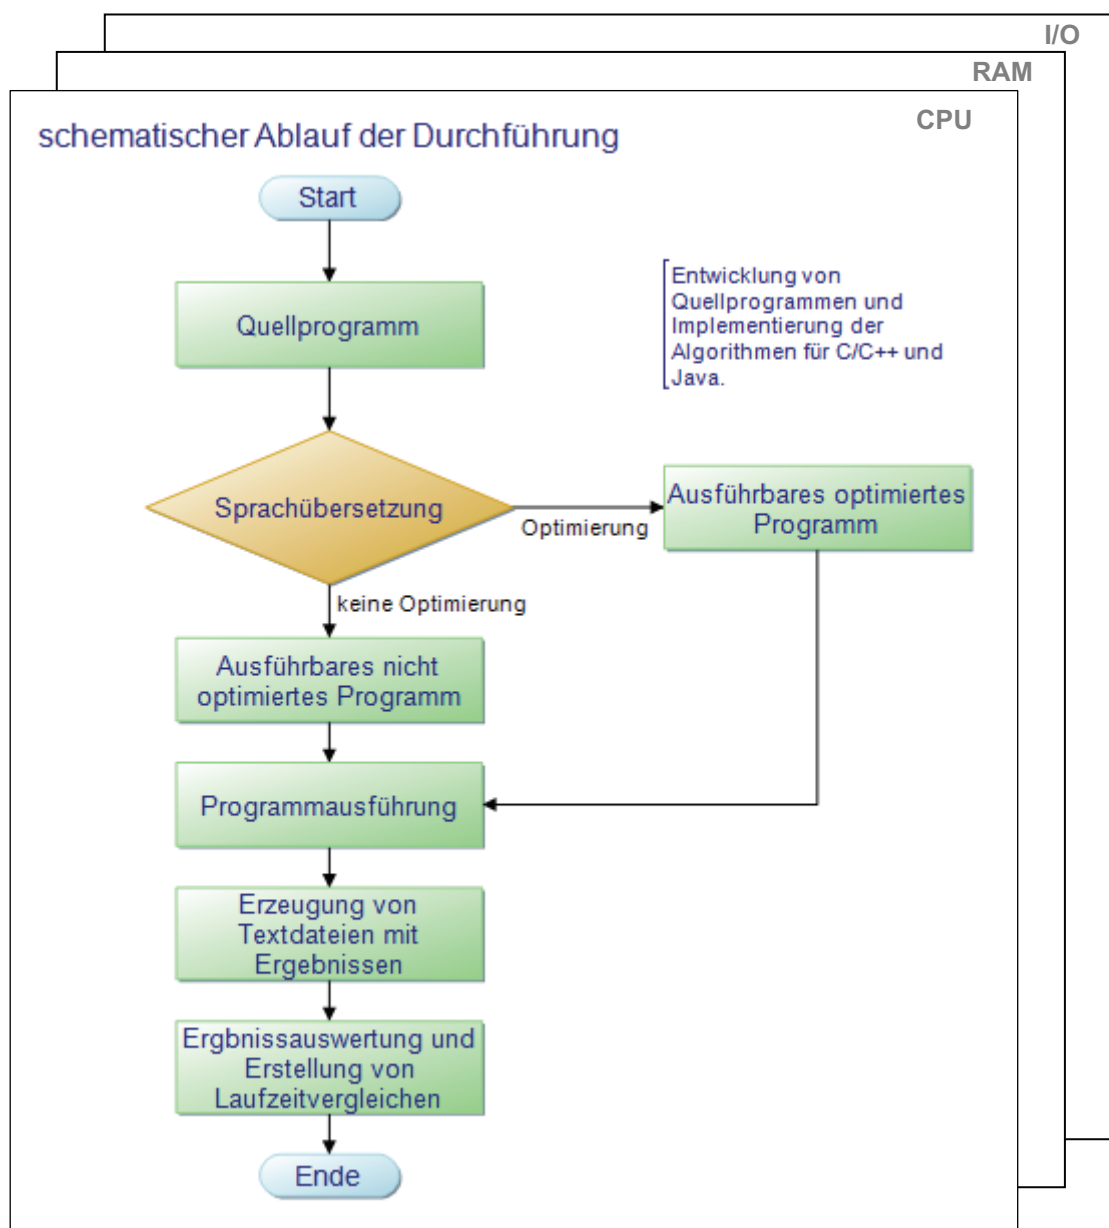 I/O
RAM
CPU
schematischer Ablauf der Durchführung
Start
Quellprogramm
Entwicklung von
Quellprogrammen und
Implementierung der
Algorithmen für C/C++ und
Java.
Sprachübersetzung
Optimierung
Ausführbares optimiertes
Programm
keine Optimierung
Ausführbares nicht
optimiertes Programm
Programmausführung
Erzeugung von
Textdateien mit
Ergebnissen
Ergbnissauswertung und
Erstellung von
Laufzeitvergleichen
Ende